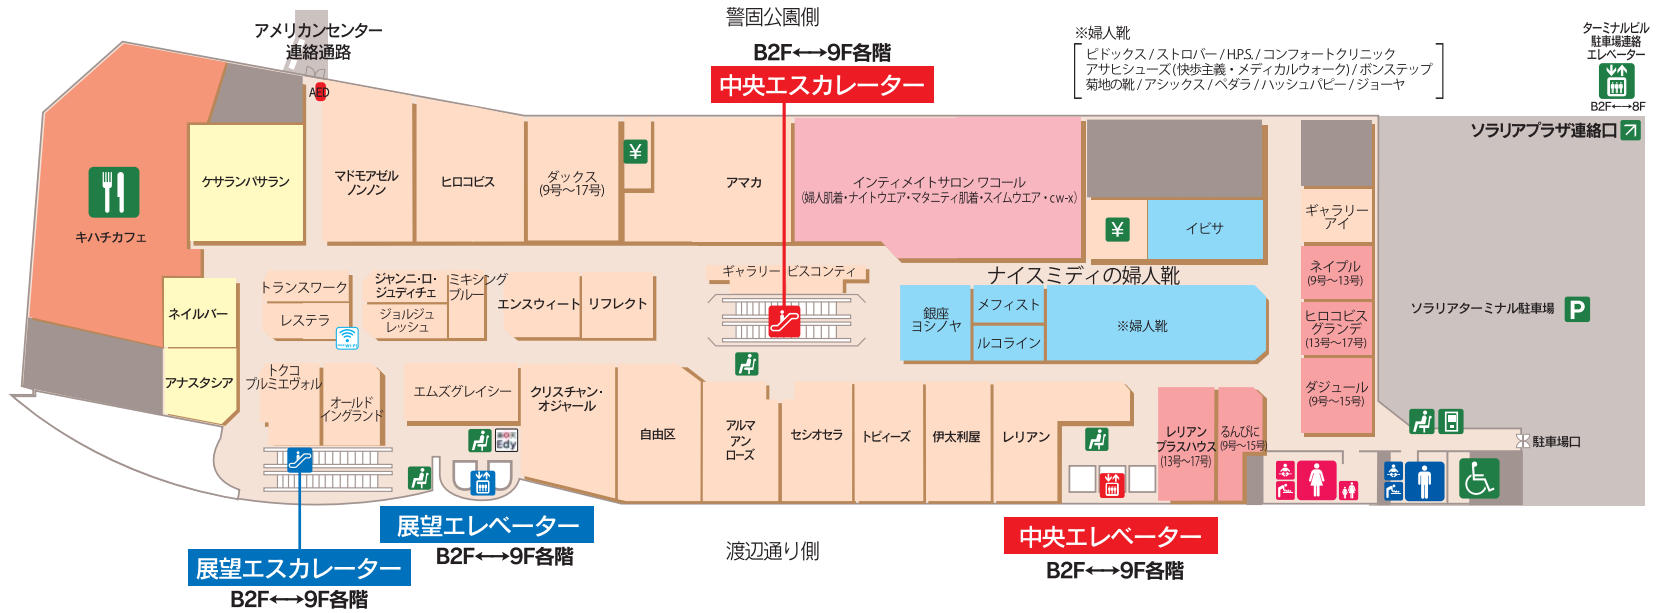 警固公園側
アメリカンセンター
連絡通路
B2F⟷9F各階
中央エスカレーター
※婦人靴
ピドックス / ストロバー / H.P.S. / コンフォートクリニック
アサヒシューズ (快歩主義・メディカルウォーク) / ボンステップ
菊地の靴 / アシックス / ペダラ / ハッシュパピー / ジョーヤ
ターミナルビル
駐車場連絡
エレベーター
B2F⟷8F
ソラリアプラザ連絡口
AED
キハチカフェ
ケサランパサラン
マドモアゼル
ノンノン
ヒロコビス
ダックス
(9号〜17号)
¥
アマカ
インティメイトサロン ワコール
(婦人肌着・ナイトウエア・マタニティ肌着・スイムウエア・cw-x)
¥
イビサ
ギャラリー
アイ
ネイプル
(9号〜13号)
ヒロコビス
グランデ
(13号〜17号)
ダジュール
(9号〜15号)
ソラリアターミナル駐車場
P
ネイルバー
アナスタシア
トランスワーク
レステラ
ジャンニ・ロ・
ジュディチェ
ジョルジュ
レッシュ
ミキシング
ブルー
エンスウィート
リフレクト
ギャラリービスコンティ
ナイスミディの婦人靴
銀座
ヨシノヤ
メフィスト
ルコライン
※婦人靴
トクコ
プルミエヴォル
オールド
イングランド
エムズグレイシー
Edy
クリスチャン・
オジャール
自由区
アルマ
アン
ローズ
セシオセラ
トビィーズ
伊太利屋
レリアン
レリアン
プラスハウス
(13号〜17号)
るんびに
(9号〜15号)
駐車場口
展望エレベーター
B2F⟷9F各階
展望エスカレーター
B2F⟷9F各階
渡辺通り側
中央エレベーター
B2F⟷9F各階